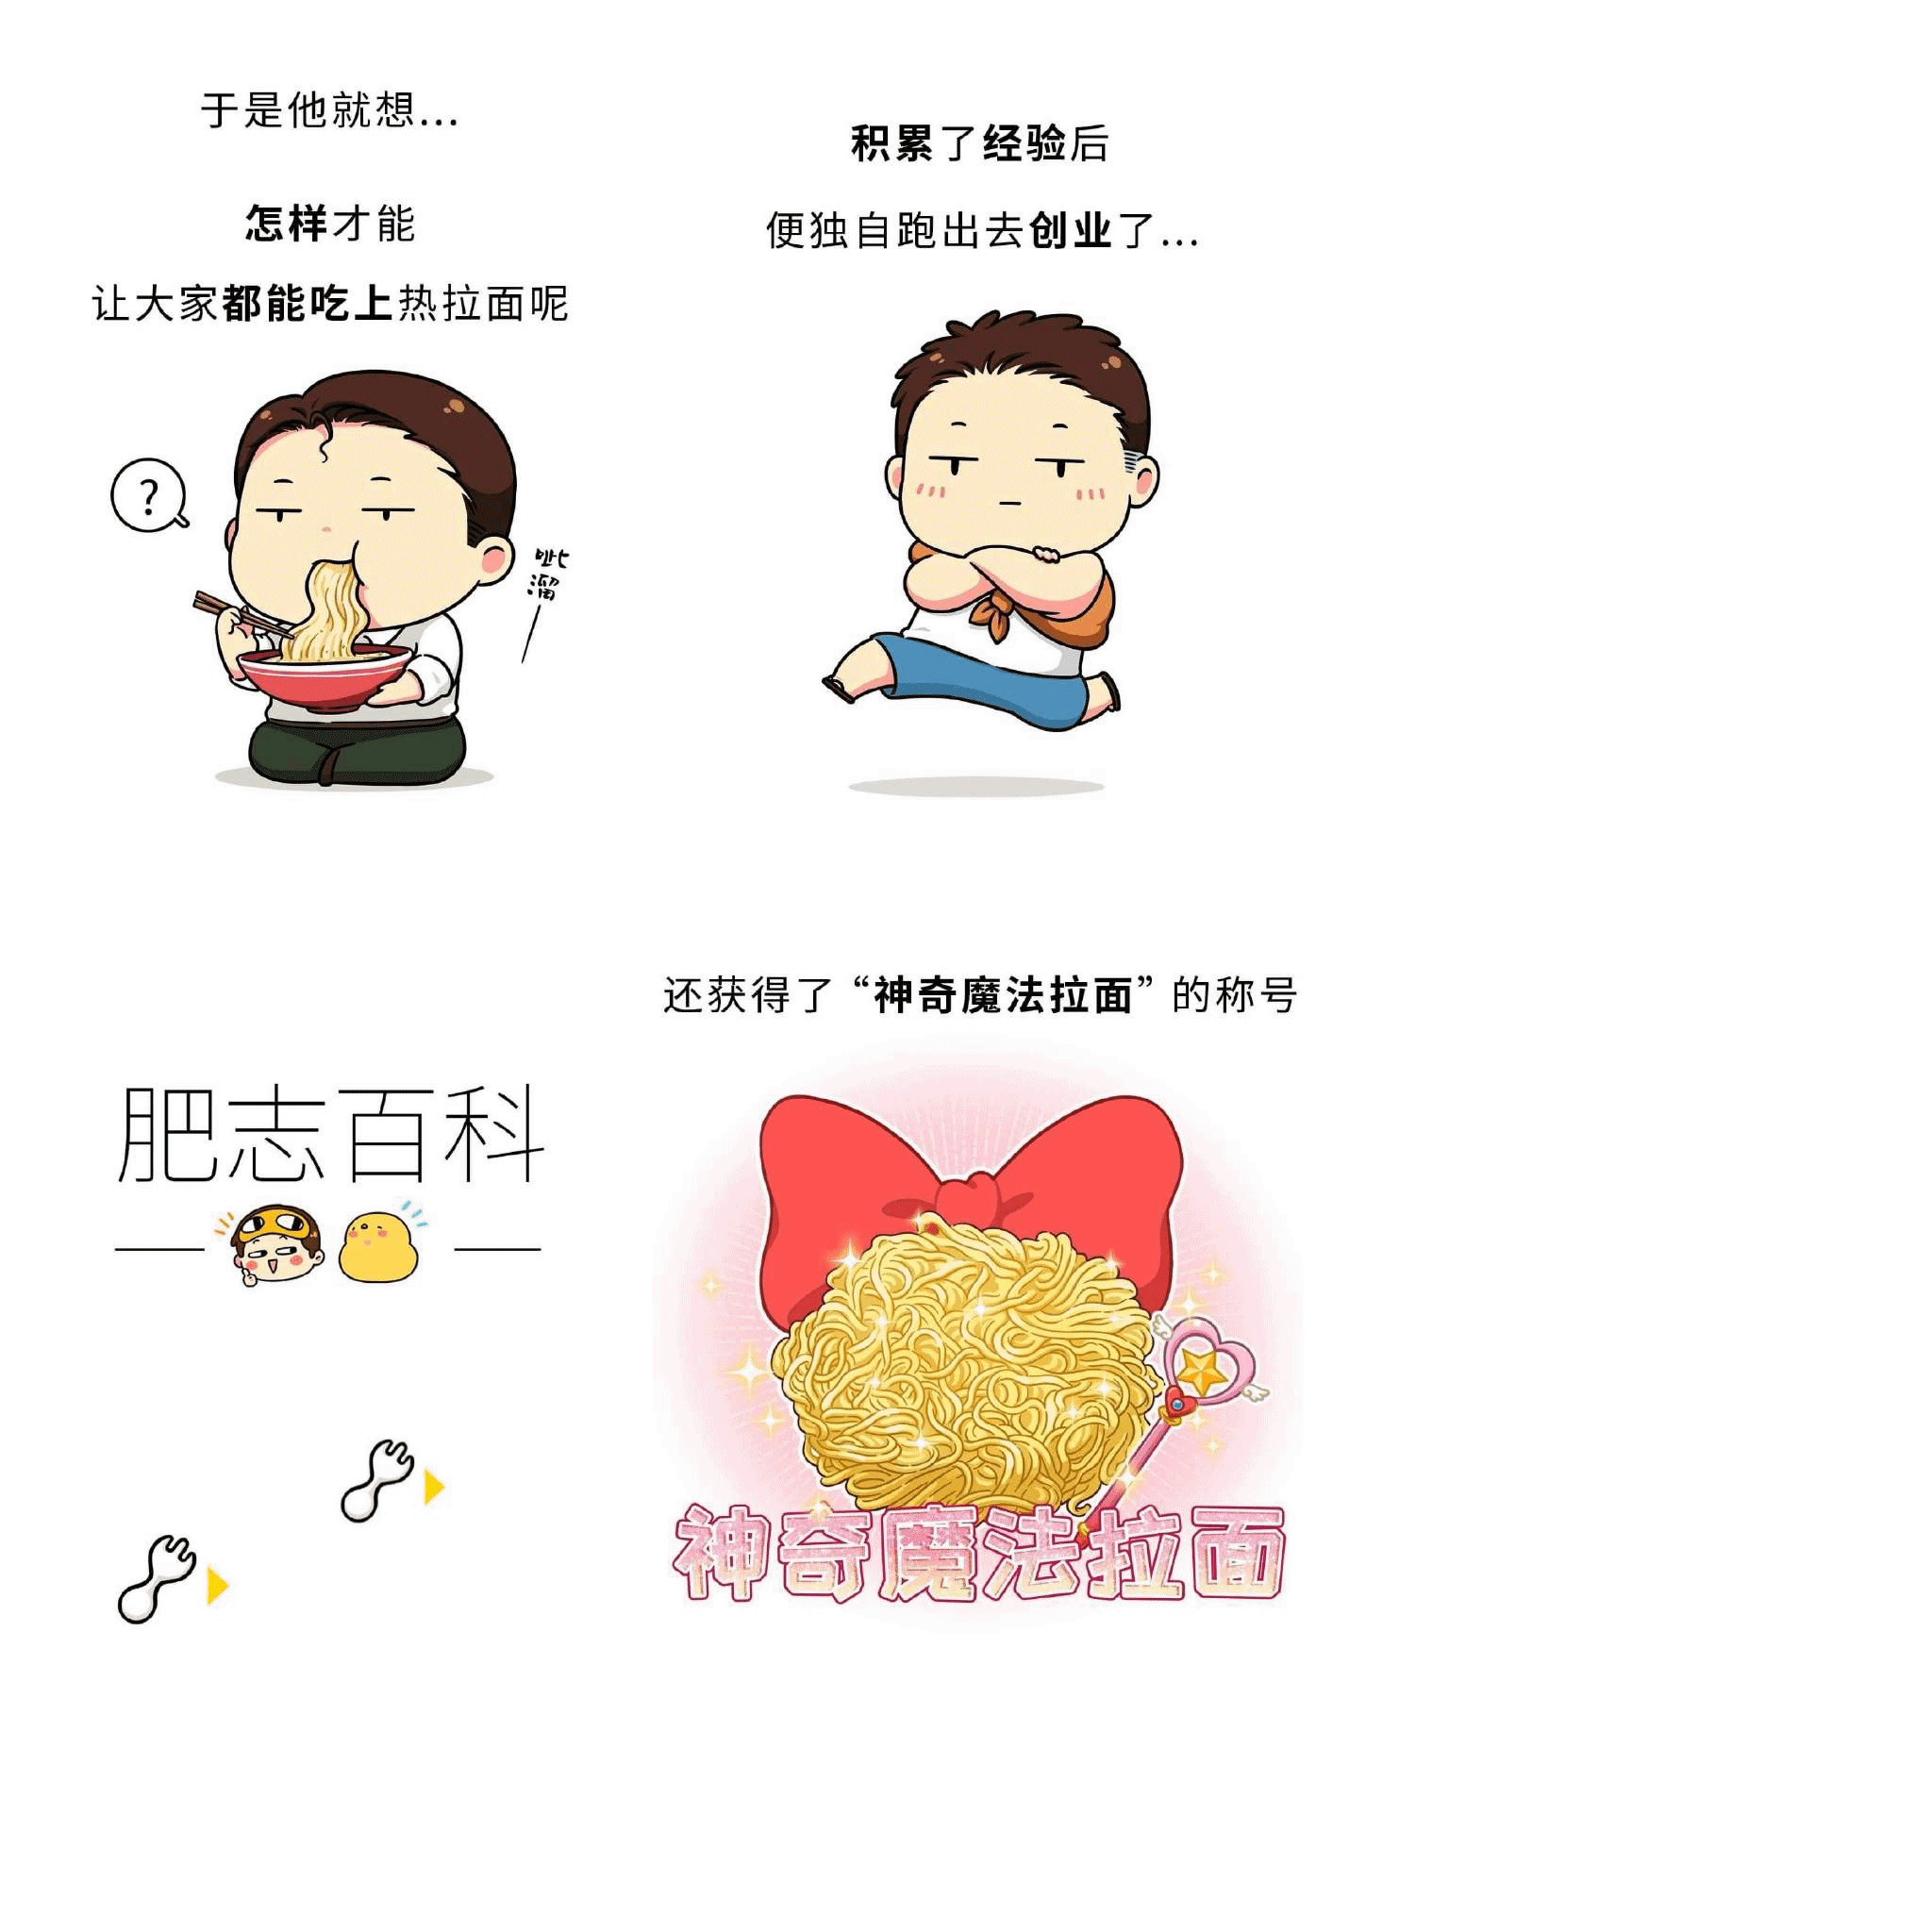 于是他就想...
怎样才能
让大家都能吃上热拉面呢
?
呲
溜
积累了经验后
便独自跑出去创业了...
肥志百科
还获得了“神奇魔法拉面”的称号
神奇魔法拉面